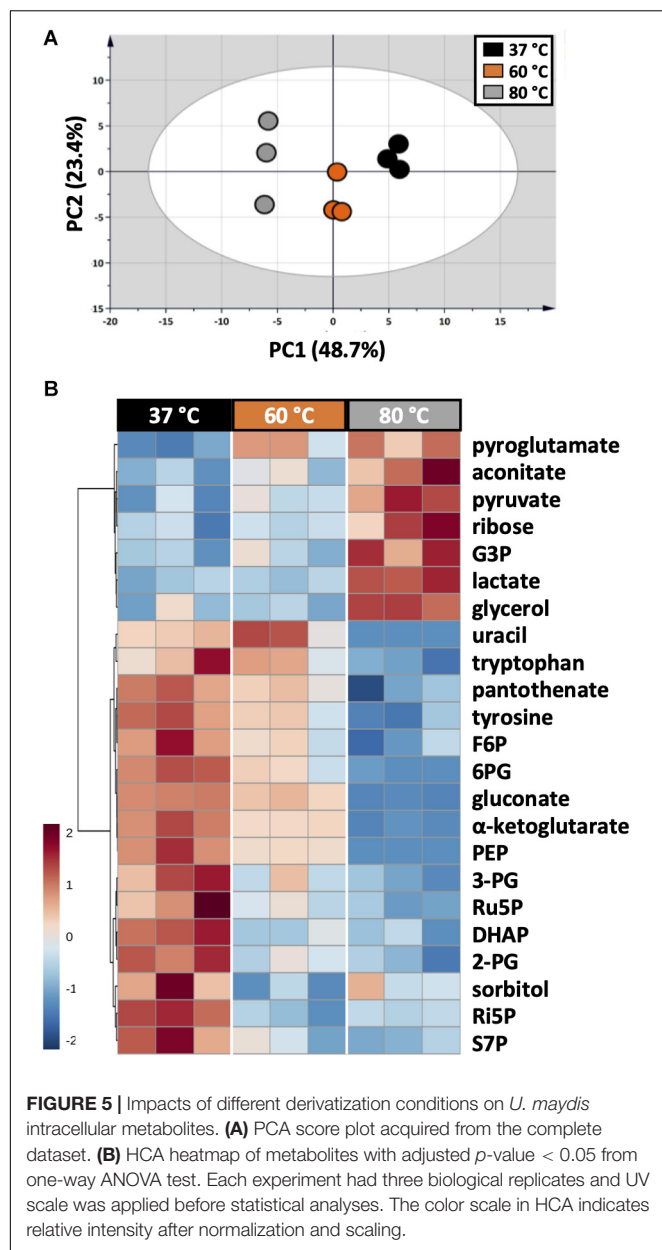 A
37 °C
60 °C
80 °C
10
5
0
5
10
15
-20 -15 -10 -5 0 5 10 15
PC2 (23.4%)
PC1 (48.7%)
B
37 °C 60 °C 80 °C
pyroglutamate
aconitate
pyruvate
ribose
G3P
lactate
glycerol
uracil
tryptophan
pantothenate
tyrosine
F6P
6PG
gluconate
α-ketoglutarate
PEP
3-PG
Ru5P
DHAP
2-PG
sorbitol
Ri5P
S7P
2
1
0
-1
-2
FIGURE 5 | Impacts of different derivatization conditions on U. maydis
intracellular metabolites. (A) PCA score plot acquired from the complete
dataset. (B) HCA heatmap of metabolites with adjusted p-value < 0.05 from
one-way ANOVA test. Each experiment had three biological replicates and UV
scale was applied before statistical analyses. The color scale in HCA indicates
relative intensity after normalization and scaling.